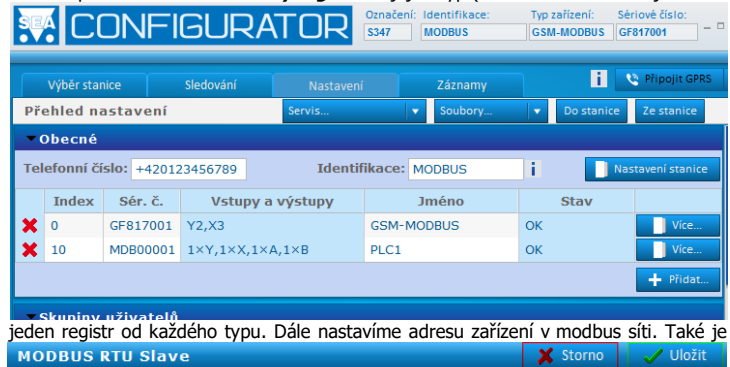 SEA CONFIGURATOR
Označení: Identifikace: Typ zařízení: Sériové číslo:
S347 MODBUS GSM-MODBUS GF817001
Výběr stanice Sledování Nastavení Záznamy i Připojit GPRS
Přehled nastavení Servis... Soubory... Do stanice Ze stanice
Obecné
Telefonní číslo: +420123456789 Identifikace: MODBUS i Nastavení stanice
Index Sér. č. Vstupy a výstupy Jméno Stav
0 GF817001 Y2,X3 GSM-MODBUS OK Více...
10 MDB00001 1×Y,1×X,1×A,1×B PLC1 OK Více...
Přidat...
Skupiny uživatelů
jeden registr od každého typu. Dále nastavíme adresu zařízení v modbus síti. Také je
MODBUS RTU Slave Storno Uložit